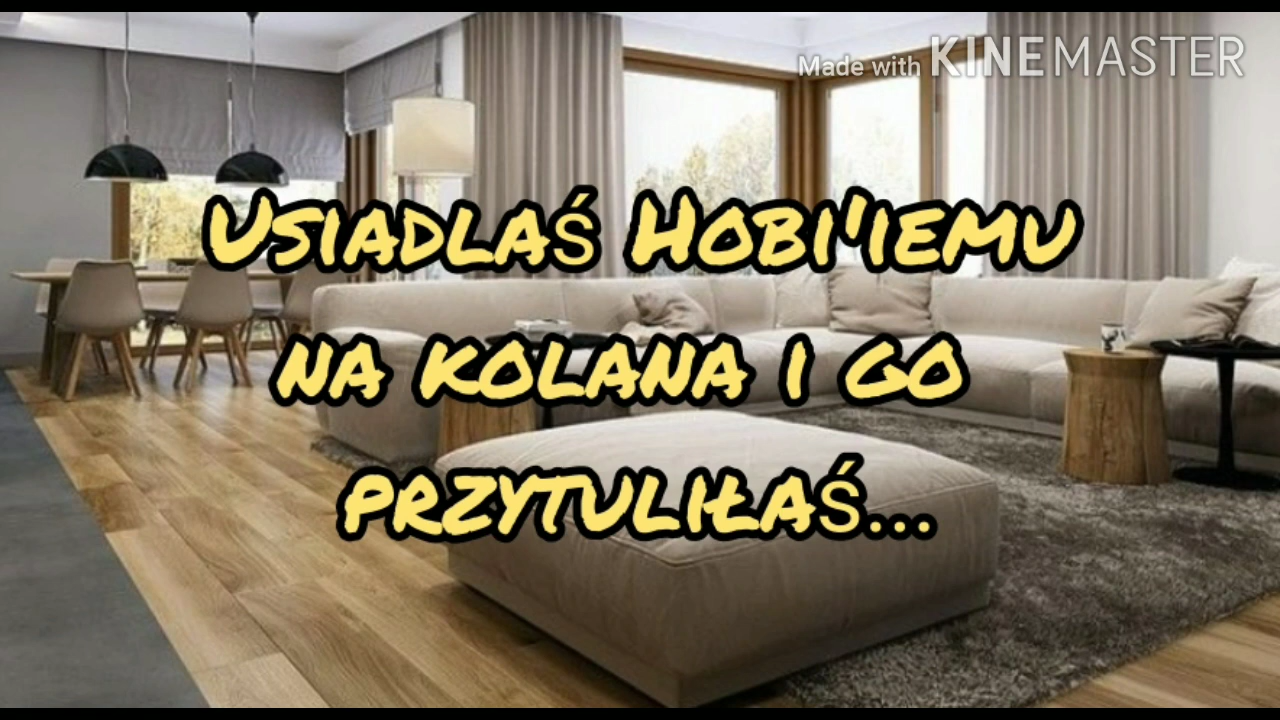 Made with KINEMASTER
Usiadlaś Hobi'iemu
na kolana i go
przytuliłaś...